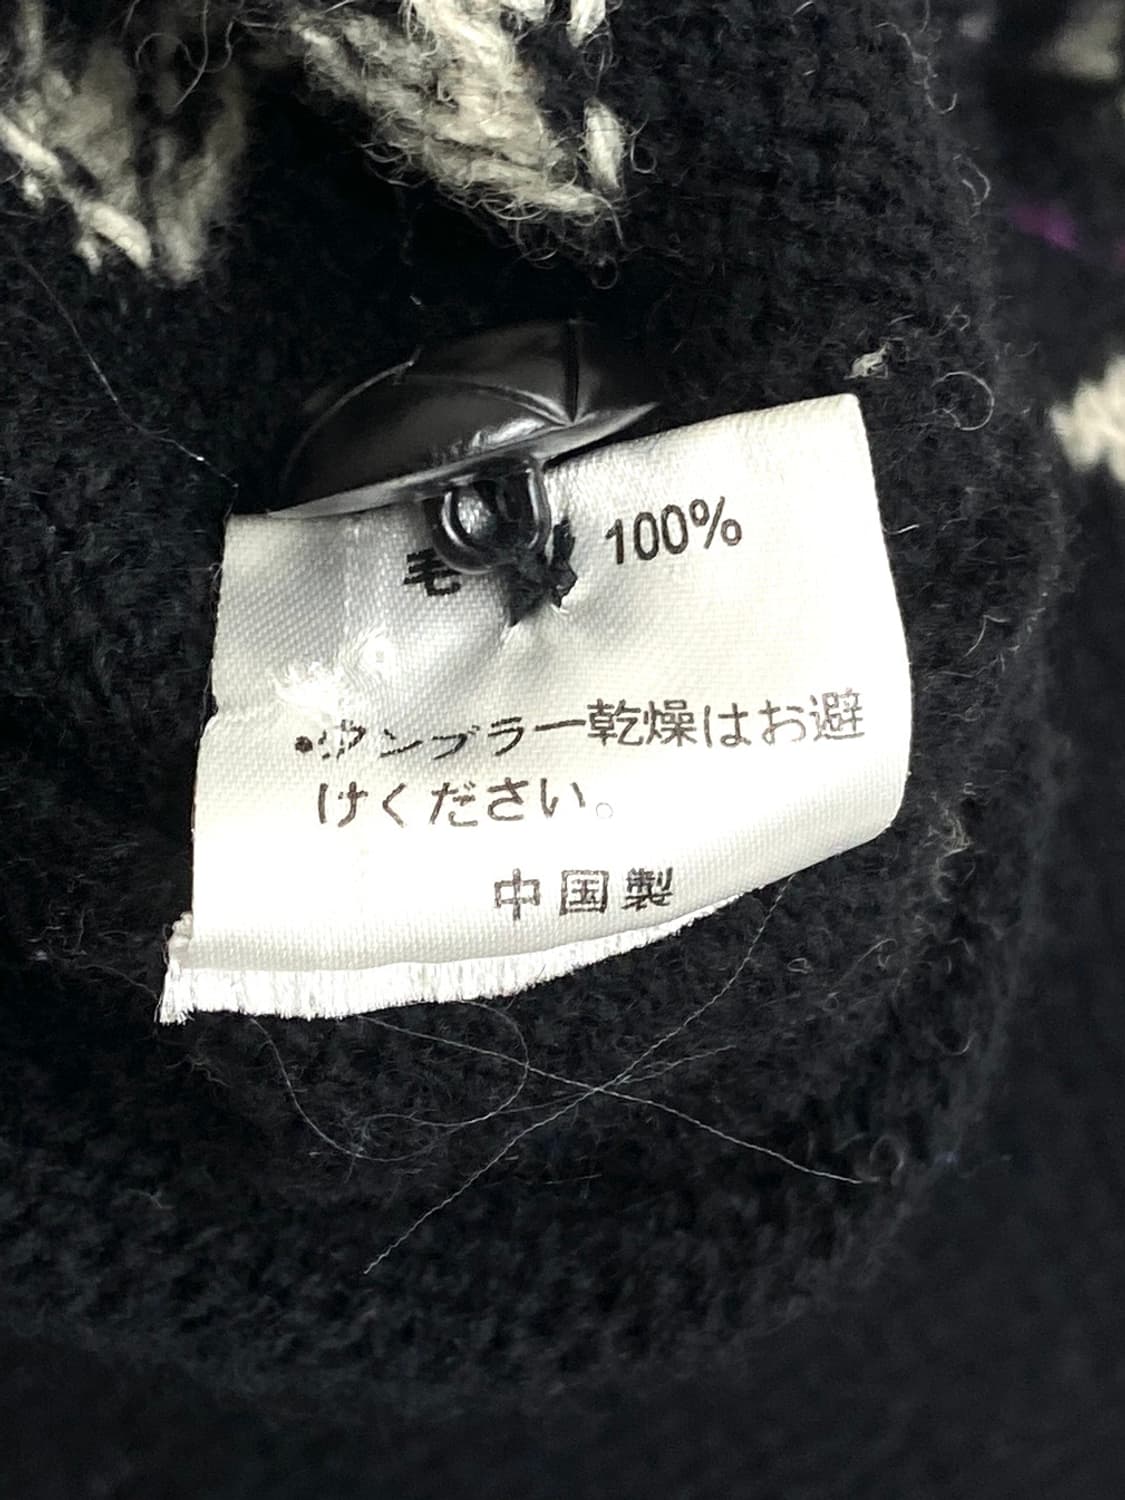 毛 100%
・タンブラー乾燥はお避
けください。
中国製